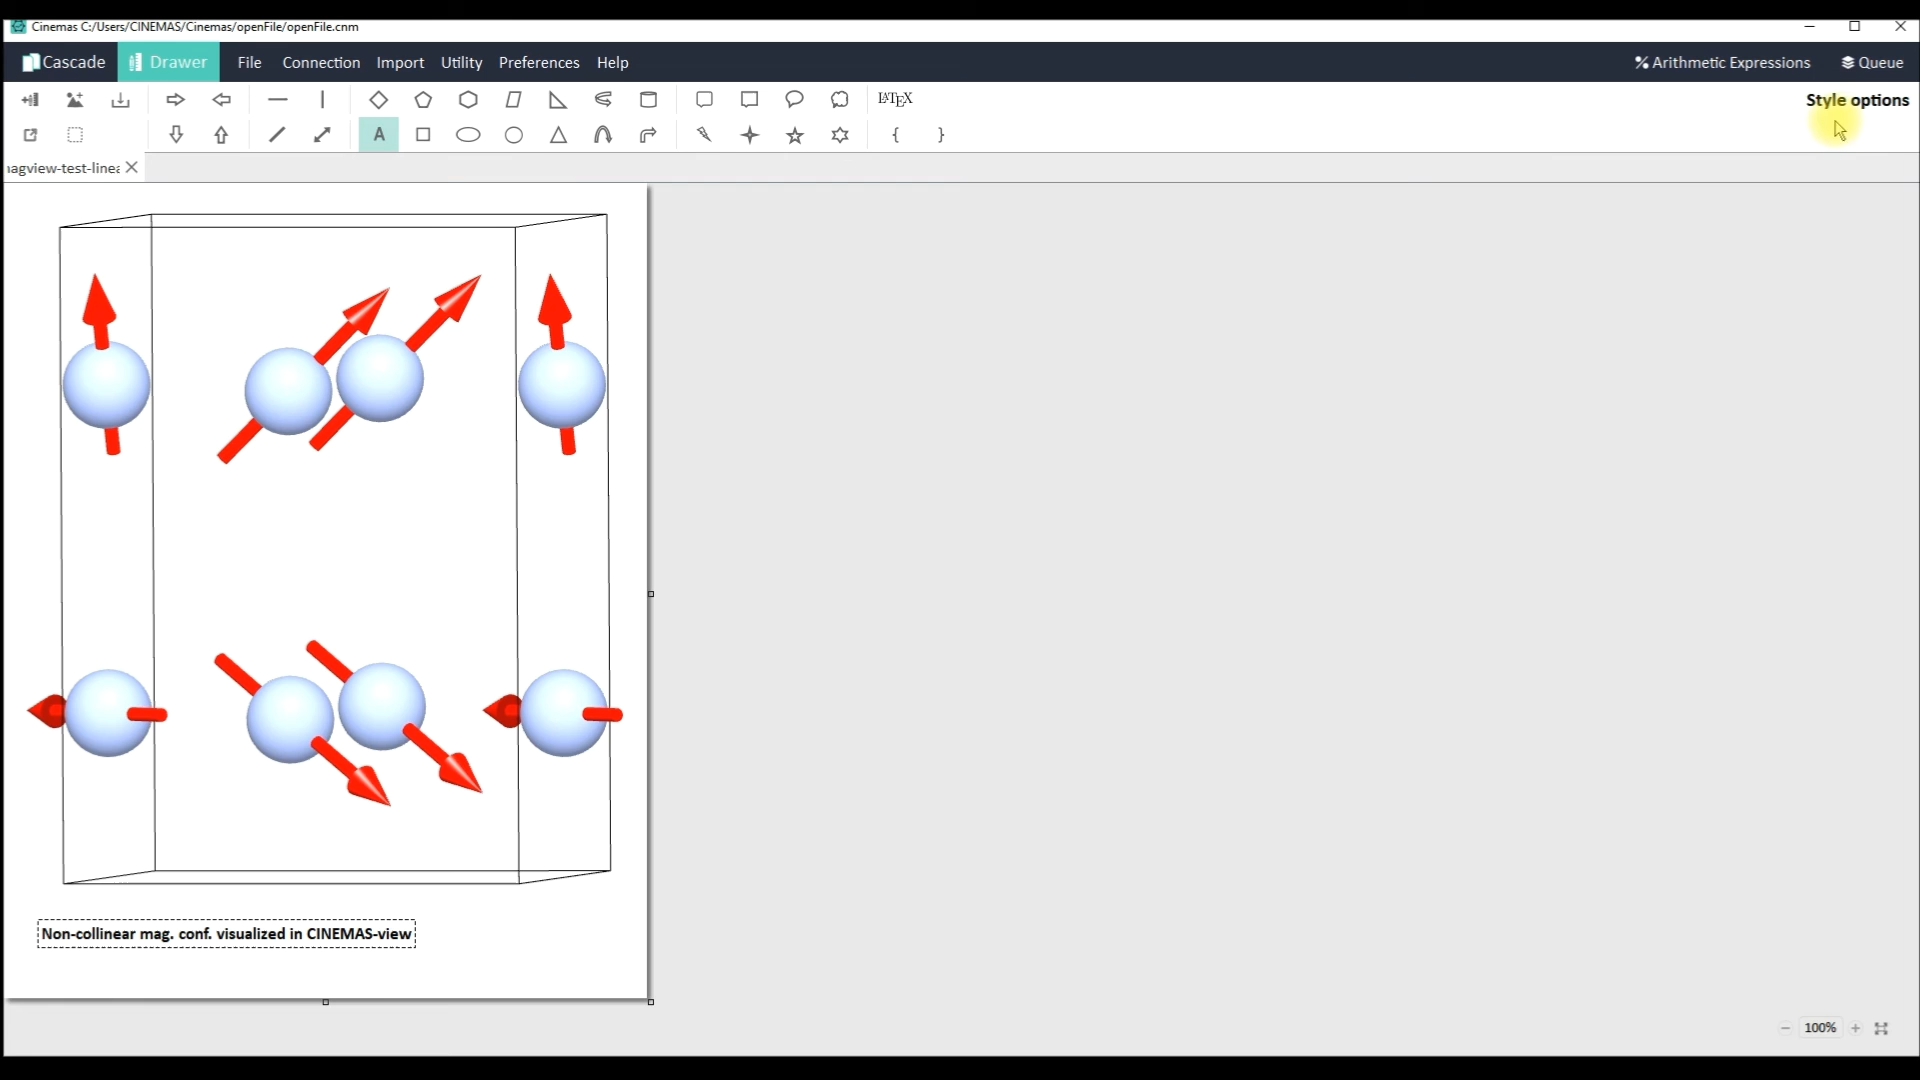 Cinemas C:/Users/CINEMAS/Cinemas/openFile/openFile.cnm
Cascade Drawer File Connection Import Utility Preferences Help Arithmetic Expressions Queue
LATEX Style options
A { }
agview-test-line
Non-collinear mag. conf. visualized in CINEMAS-view
100%